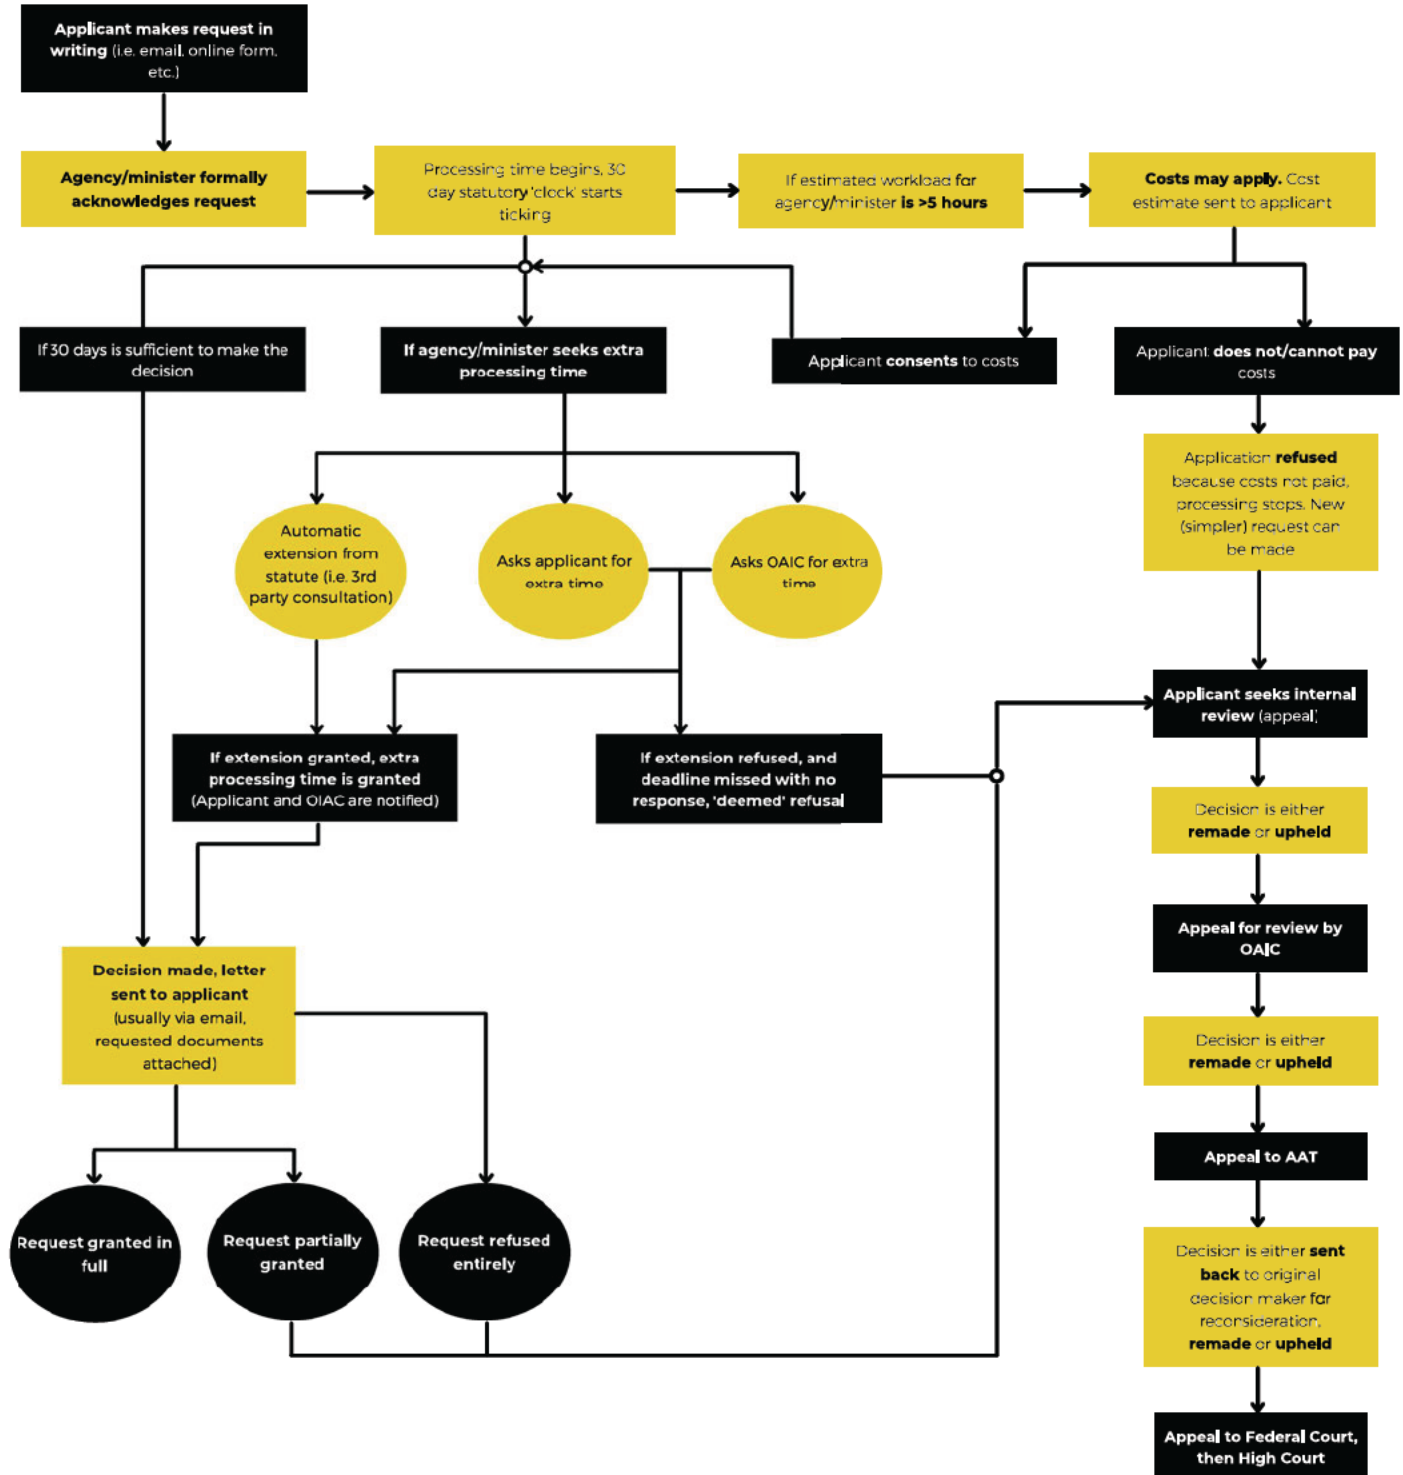 Applicant makes request in
writing (i.e. email, online form,
etc.)
Agency/minister formally
acknowledges request
Processing time begins, 30
day statutory 'clock' starts
ticking
If estimated workload for
agency/minister is >5 hours
Costs may apply. Cost
estimate sent to applicant
If 30 days is sufficient to make the
decision
If agency/minister seeks extra
processing time
Applicant consents to costs
Applicant does not/cannot pay
costs
Application refused
because costs not paid,
processing stops. New
(simpler) request can
be made
Automatic
extension from
statute (i.e. 3rd
party consultation)
Asks applicant for
extra time
Asks OAIC for extra
time
If extension granted, extra
processing time is granted
(Applicant and OIAC are notified)
If extension refused, and
deadline missed with no
response, 'deemed' refusal
Applicant seeks internal
review (appeal)
Decision is either
remade or upheld
Appeal for review by
OAIC
Decision is either
remade or upheld
Appeal to AAT
Decision is either sent
back to original
decision maker for
reconsideration,
remade or upheld
Appeal to Federal Court,
then High Court
Decision made, letter
sent to applicant
(usually via email,
requested documents
attached)
Request granted in
full
Request partially
granted
Request refused
entirely